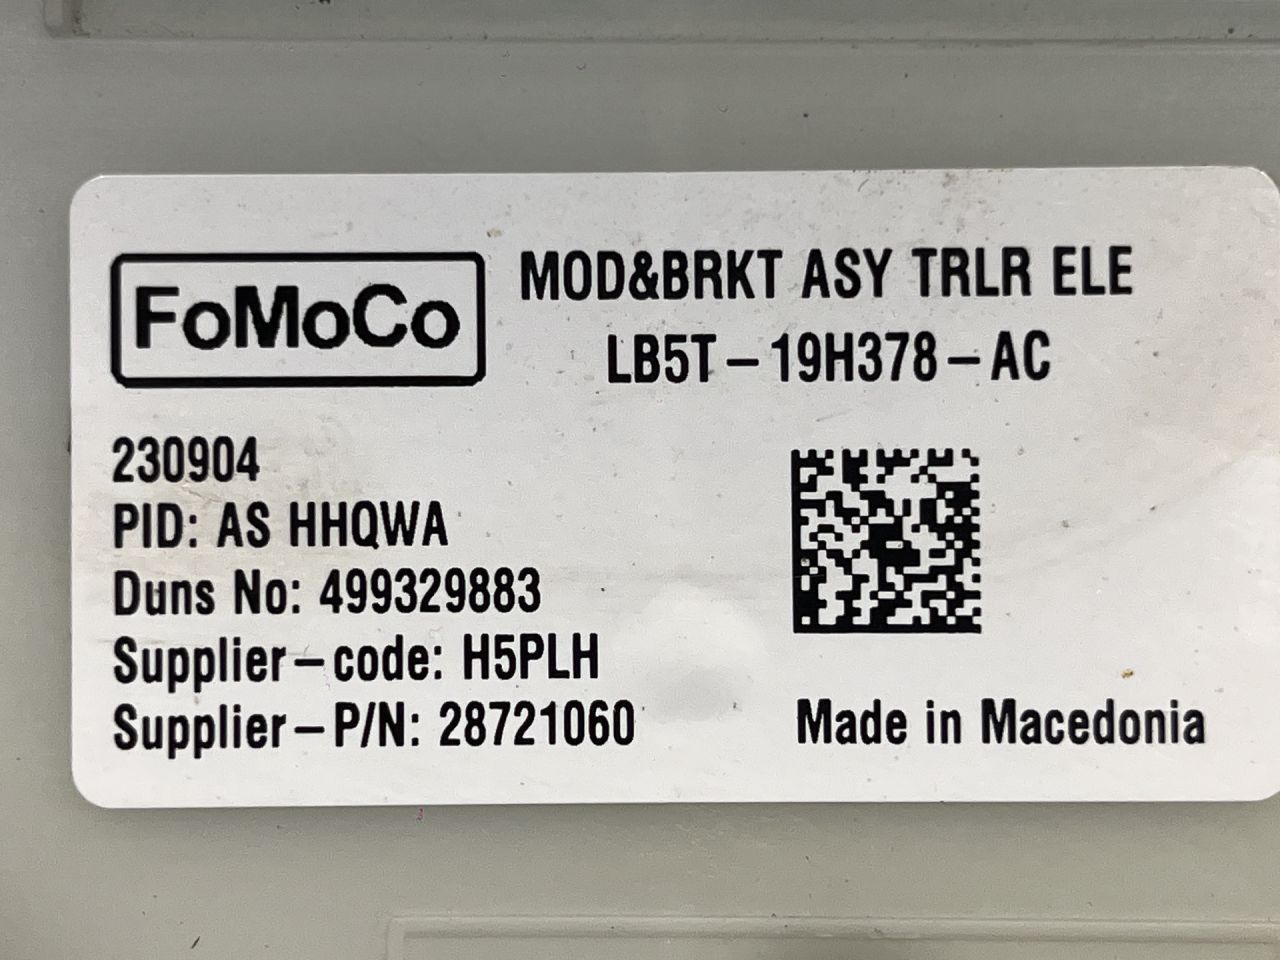 FoMoCo
MOD&BRKT ASY TRLR ELE
LB5T-19H378-AC
230904
PID: AS HHQWA
Duns No: 499329883
Supplier-code: H5PLH
Supplier-P/N: 28721060
Made in Macedonia